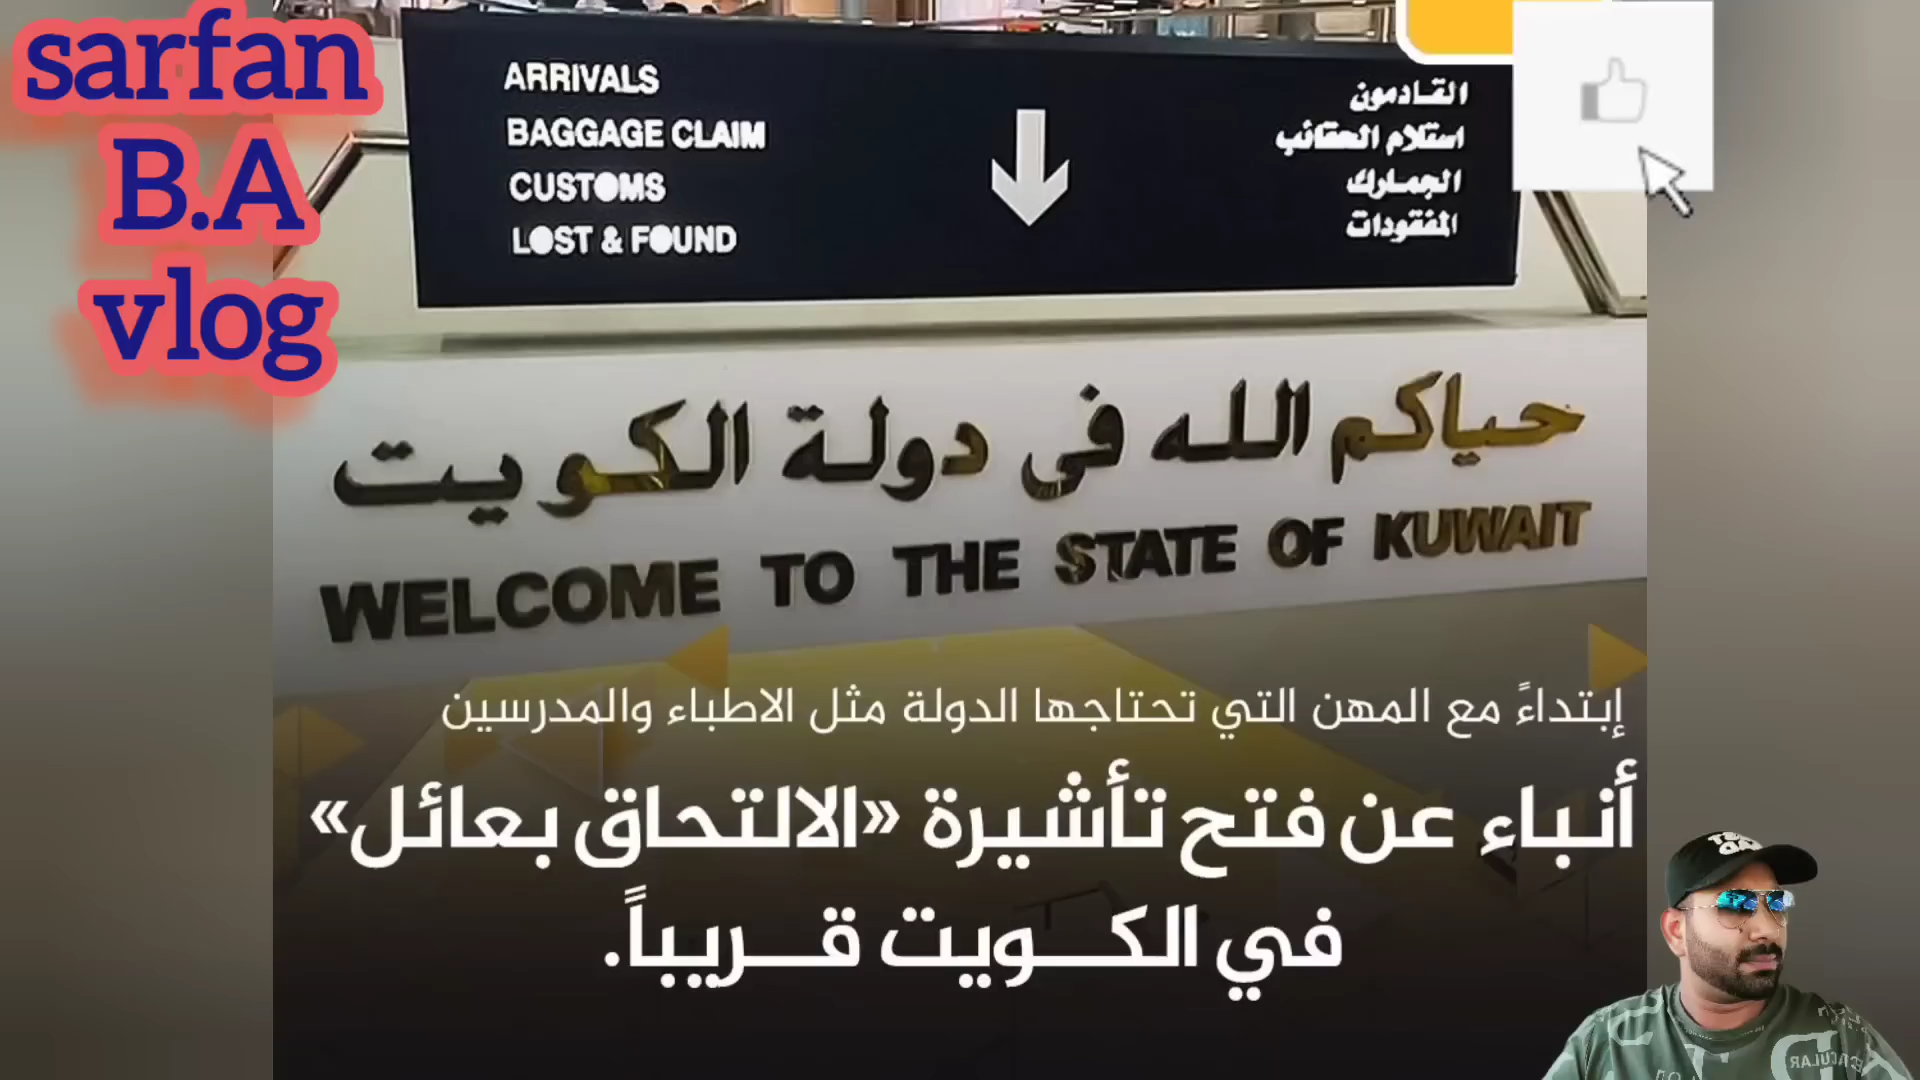 sarfan
B.A
vlog
ARRIVALS
BAGGAGE CLAIM
CUSTOMS
LOST & FOUND
القادمون
استلام الحقائب
الجمارك
المفقودات
حياكم الله في دولة الكويت
WELCOME TO THE STATE OF KUWAIT
إبتداءً مع المهن التي تحتاجها الدولة مثل الاطباء والمدرسين
أنباء عن فتح تأشيرة «الالتحاق بعائل»
في الكويت قريباً.